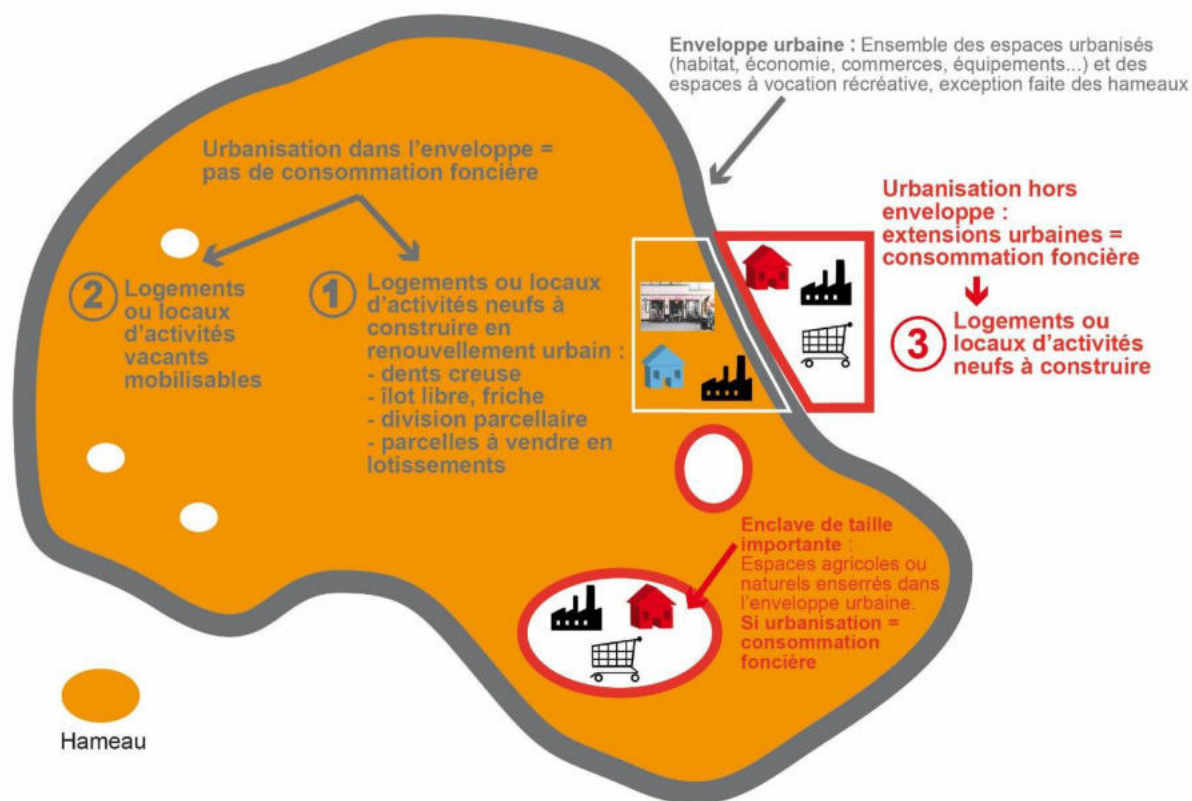 Enveloppe urbaine : Ensemble des espaces urbanisés
(habitat, économie, commerces, équipements...) et des
espaces à vocation récréative, exception faite des hameaux
Urbanisation dans l'enveloppe =
pas de consommation foncière
2
Logements
ou locaux
d'activités
vacants
mobilisables
1
Logements ou locaux
d'activités neufs à
construire en
renouvellement urbain :
- dents creuse
- îlot libre, friche
- division parcellaire
- parcelles à vendre en
lotissements
Urbanisation hors
enveloppe :
extensions urbaines =
consommation foncière
3
Logements ou
locaux d'activités
neufs à construire
Enclave de taille
importante :
Espaces agricoles ou
naturels enserrés dans
l'enveloppe urbaine.
Si urbanisation =
consommation
foncière
Hameau